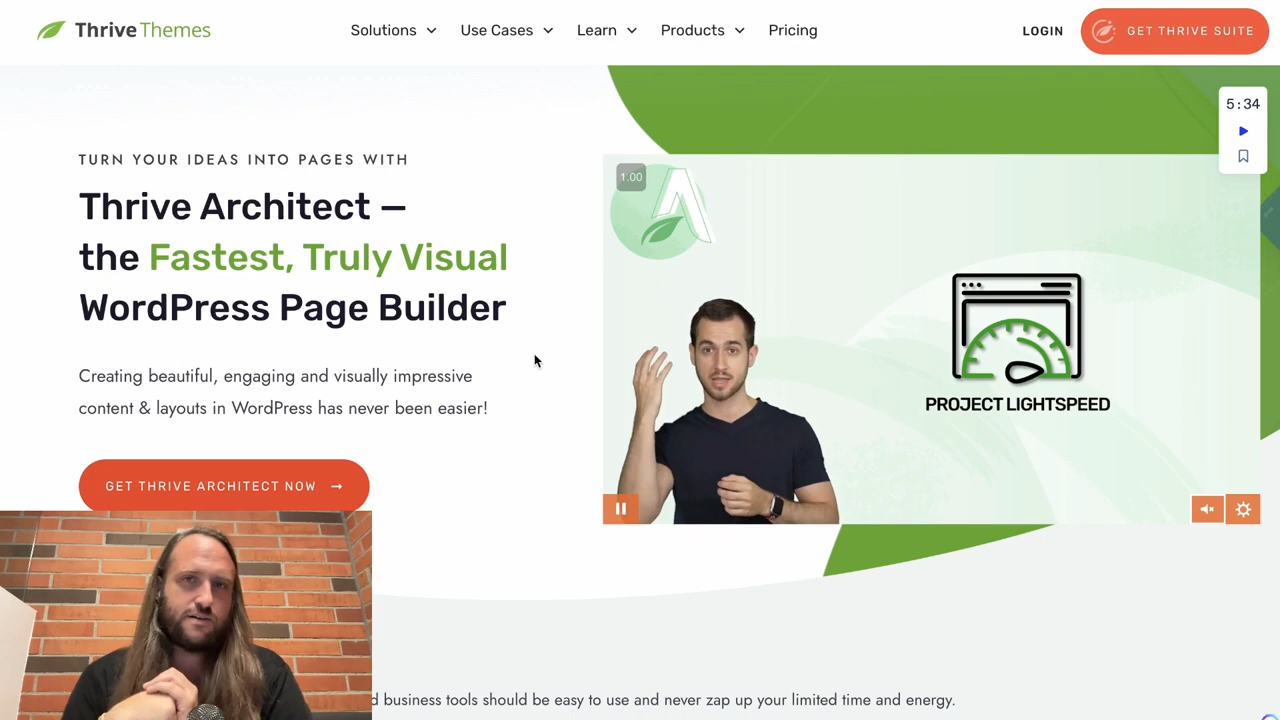 Thrive Themes
Solutions
Use Cases
Learn
Products
Pricing
LOGIN
GET THRIVE SUITE
5:34
TURN YOUR IDEAS INTO PAGES WITH
Thrive Architect —
the Fastest, Truly Visual
WordPress Page Builder
Creating beautiful, engaging and visually impressive
content & layouts in WordPress has never been easier!
GET THRIVE ARCHITECT NOW →
1.00
PROJECT LIGHTSPEED
business tools should be easy to use and never zap up your limited time and energy.